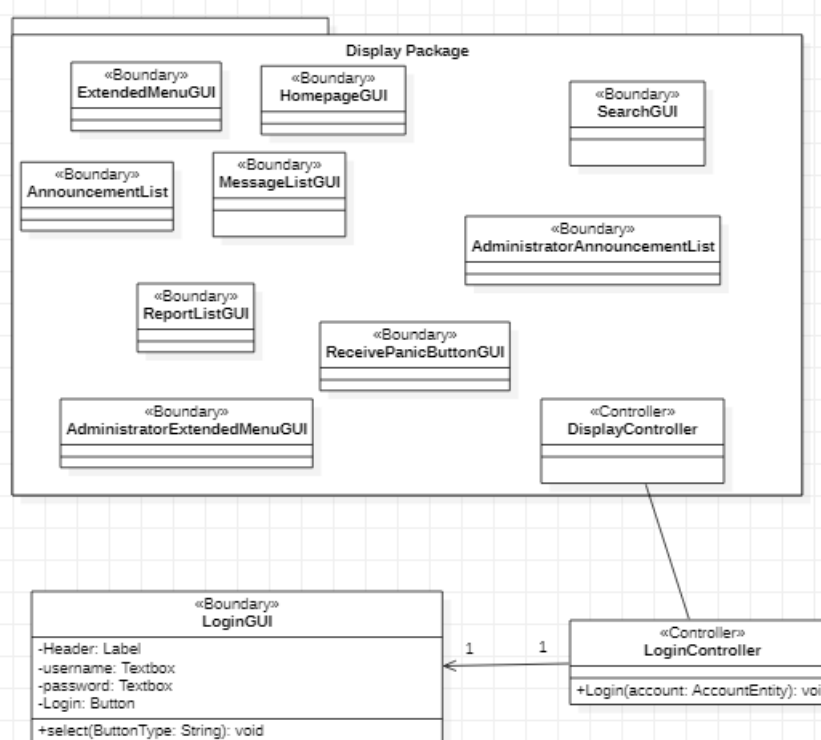 Display Package
«Boundary»
ExtendedMenuGUI
«Boundary»
HomepageGUI
«Boundary»
SearchGUI
«Boundary»
AnnouncementList
«Boundary»
MessageListGUI
«Boundary»
AdministratorAnnouncementList
«Boundary»
ReportListGUI
«Boundary»
ReceivePanicButtonGUI
«Boundary»
AdministratorExtendedMenuGUI
«Controller»
DisplayController
«Boundary»
LoginGUI
-Header: Label
-username: Textbox
-password: Textbox
-Login: Button
+select(ButtonType: String): void
1
1
«Controller»
LoginController
+Login(account: AccountEntity): voi